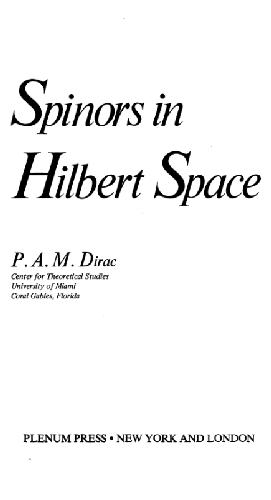 Spinors in
Hilbert Space
P. A. M. Dirac
Center for Theoretical Studies
University of Miami
Coral Gables, Florida
PLENUM PRESS • NEW YORK AND LONDON